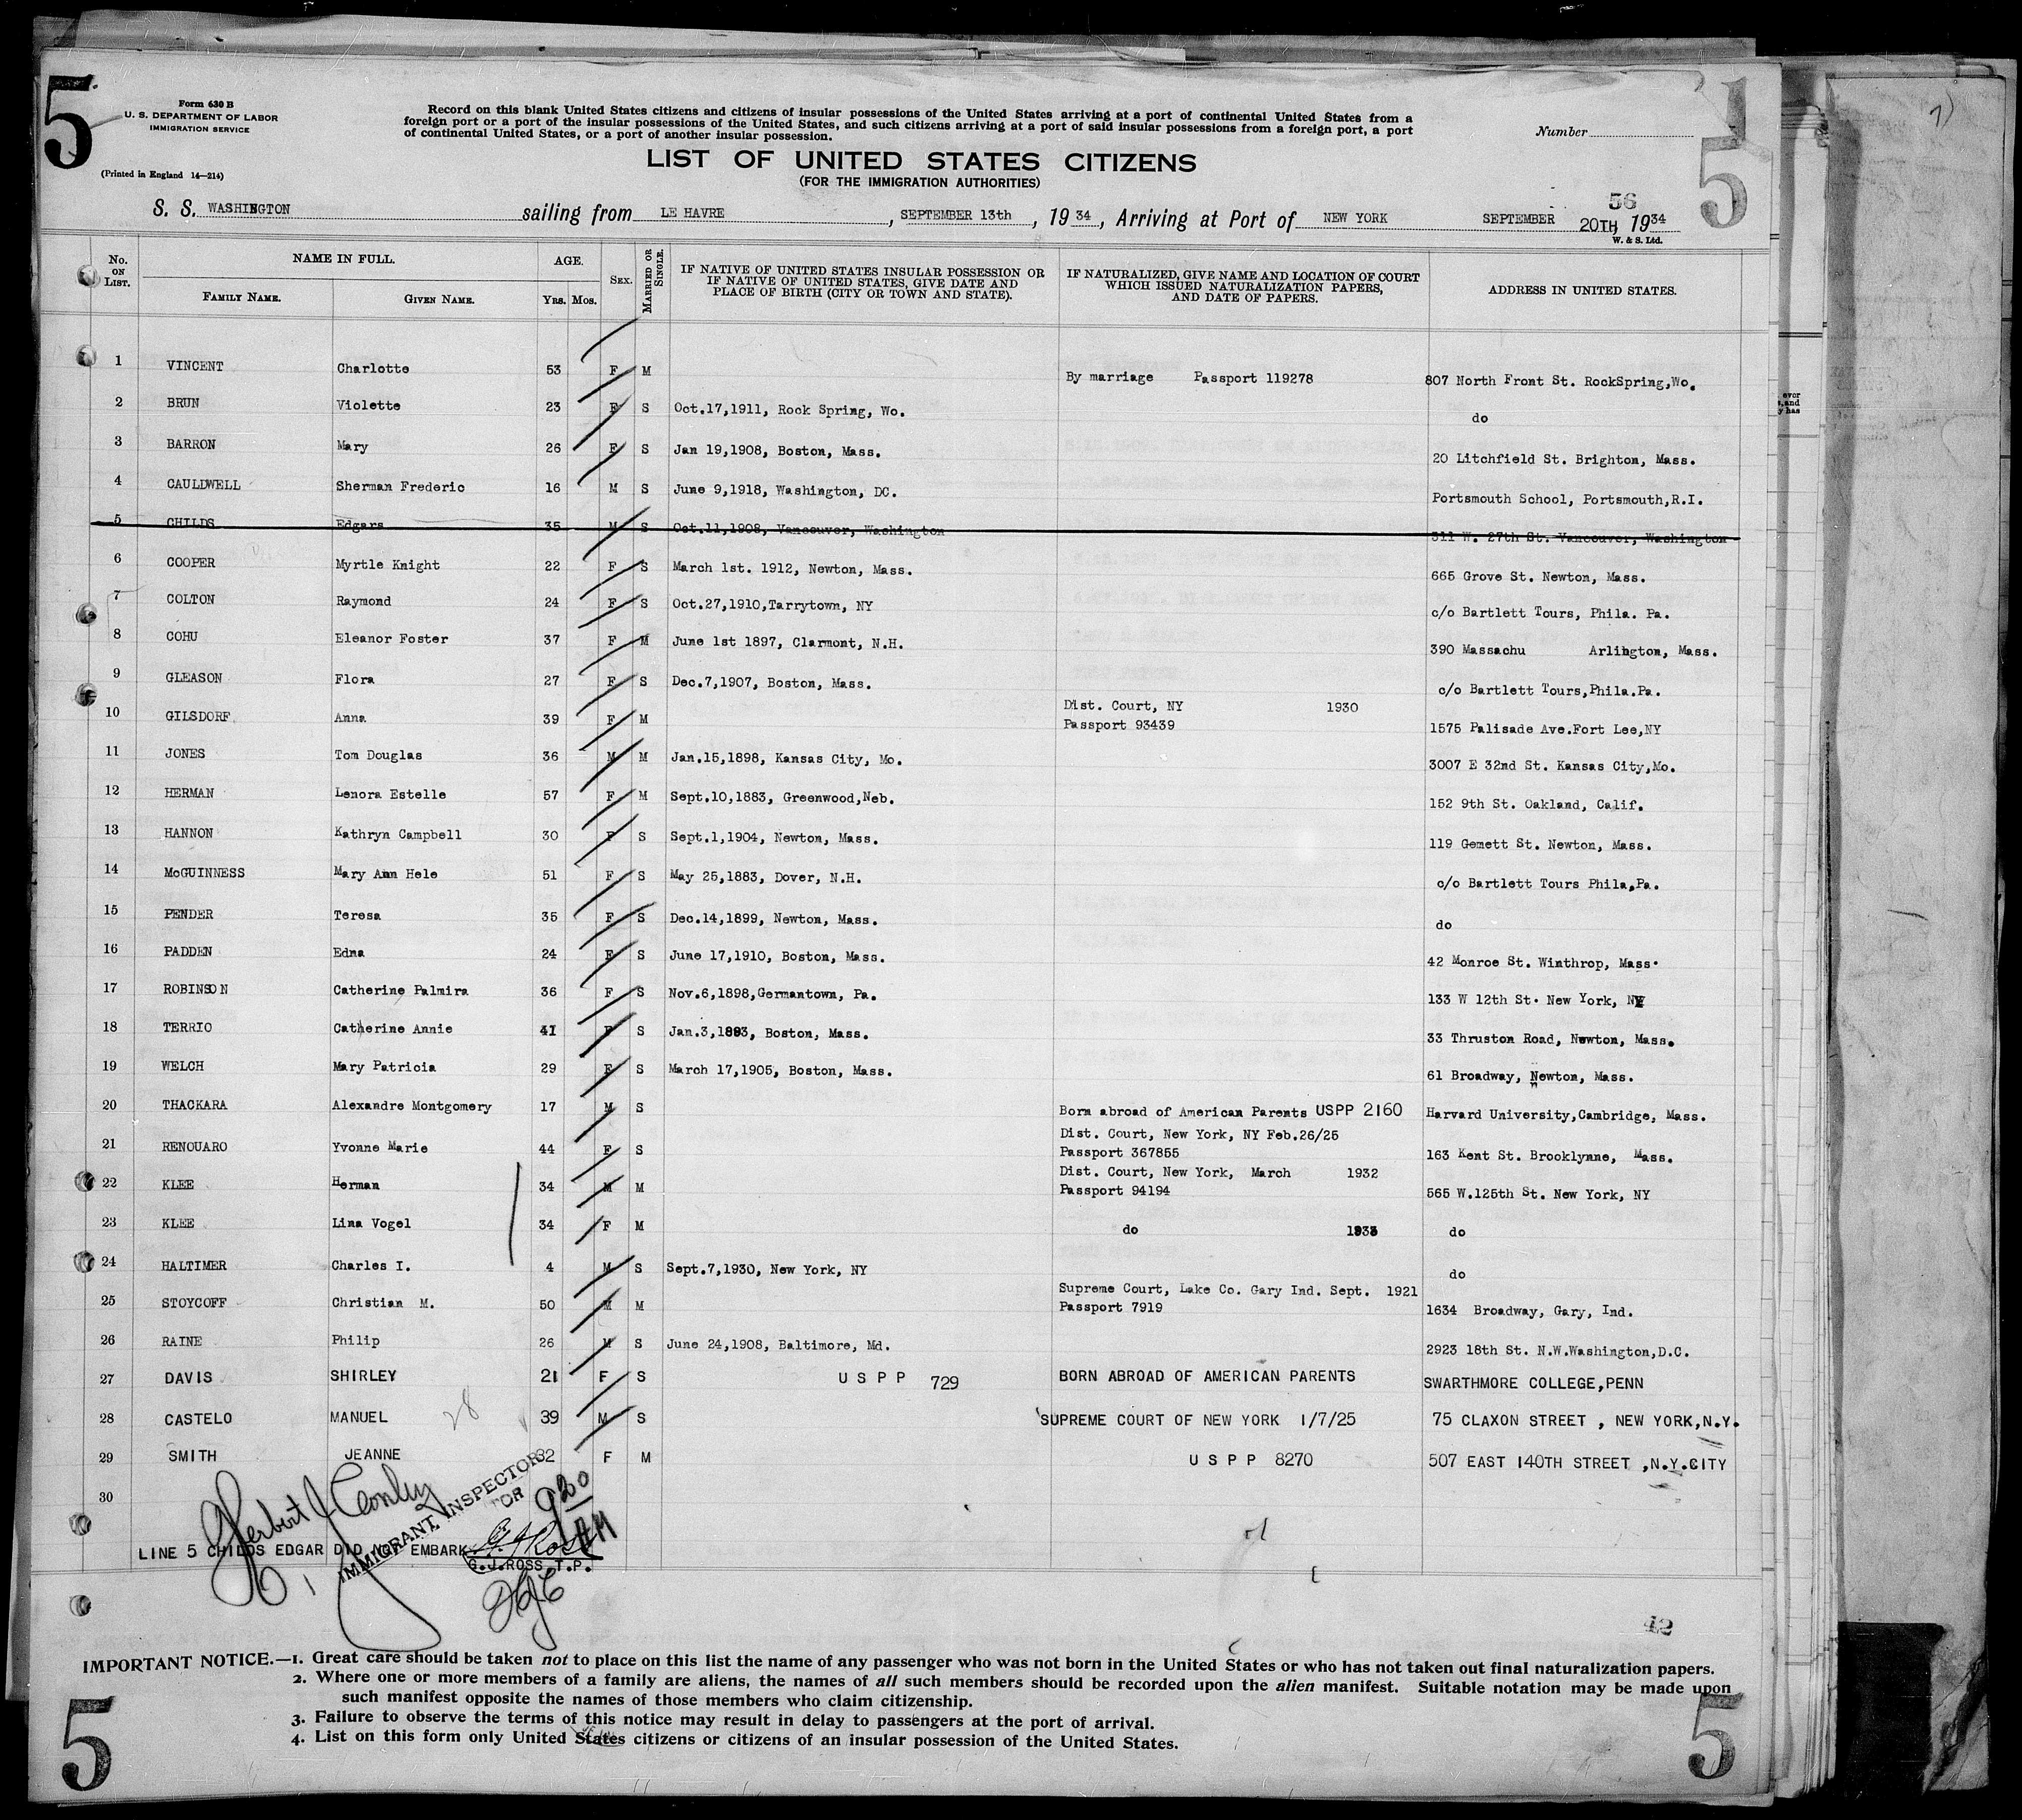 5
Form 630 B
U. S. DEPARTMENT OF LABOR
IMMIGRATION SERVICE
(Printed in England 14—214)
Record on this blank United States citizens and citizens of insular possessions of the United States arriving at a port of continental United States from a
foreign port or a port of the insular possessions of the United States, and such citizens arriving at a port of said insular possessions from a foreign port, a port
of continental United States, or a port of another insular possession.
Number
1
5
LIST OF UNITED STATES CITIZENS
(FOR THE IMMIGRATION AUTHORITIES)
56
S. S. WASHINGTON sailing from LE HAVRE, SEPTEMBER 13th, 19 34, Arriving at Port of NEW YORK SEPTEMBER 20TH, 19 34
W. & S. Ltd.
No. ON LIST. NAME IN FULL. FAMILY NAME. GIVEN NAME. AGE. Yrs. Mos. SEX. MARRIED OR SINGLE. IF NATIVE OF UNITED STATES INSULAR POSSESSION OR IF NATIVE OF UNITED STATES, GIVE DATE AND PLACE OF BIRTH (CITY OR TOWN AND STATE). IF NATURALIZED, GIVE NAME AND LOCATION OF COURT WHICH ISSUED NATURALIZATION PAPERS, AND DATE OF PAPERS. ADDRESS IN UNITED STATES.
1 VINCENT Charlotte 53 F M By marriage Passport 119278 807 North Front St. RockSpring,Wo.
2 BRUN Violette 23 F S Oct.17,1911, Rock Spring, Wo. do
3 BARRON Mary 26 F S Jan 19,1908, Boston, Mass. 20 Litchfield St. Brighton, Mass.
4 CAULDWELL Sherman Frederic 16 M S June 9,1918, Washington, DC. Portsmouth School, Portsmouth,R.I.
5 CHILDS Edgars 35 M S Oct.11,1908, Vancouver, Washington 311 W. 27th St. Vancouver, Washington
6 COOPER Myrtle Knight 22 F S March 1st. 1912, Newton, Mass. 665 Grove St. Newton, Mass.
7 COLTON Raymond 24 F S Oct.27,1910,Tarrytown, NY c/o Bartlett Tours, Phila. Pa.
8 COHU Eleanor Foster 37 F M June 1st 1897, Clarmont, N.H. 390 Massachu Arlington, Mass.
9 GLEASON Flora 27 F S Dec.7,1907, Boston, Mass. c/o Bartlett Tours,Phila.Pa.
10 GILSDORF Anna 39 F M Dist. Court, NY 1930 Passport 93439 1575 Palisade Ave.Fort Lee,NY
11 JONES Tom Douglas 36 M M Jan.15,1898, Kansas City, Mo. 3007 E 32nd St. Kansas City,Mo.
12 HERMAN Lenora Estelle 57 F M Sept.10,1883, Greenwood,Neb. 152 9th St. Oakland, Calif.
13 HANNON Kathryn Campbell 30 F S Sept.1,1904, Newton, Mass. 119 Gemett St. Newton, Mass.
14 McGUINNESS Mary Ann Hele 51 F S May 25,1883, Dover, N.H. c/o Bartlett Tours Phila,Pa.
15 PENDER Teresa 35 F S Dec.14,1899, Newton, Mass. do
16 PADDEN Edna 24 F S June 17,1910, Boston, Mass. 42 Monroe St. Winthrop, Mass.
17 ROBINSON Catherine Palmira 36 F S Nov.6,1898,Germantown, Pa. 133 W 12th St. New York, NY
18 TERRIO Catherine Annie 41 F S Jan.3,1893, Boston, Mass. 33 Thruston Road, Newton, Mass.
19 WELCH Mary Patricia 29 F S March 17,1905, Boston, Mass. 61 Broadway, Newton, Mass.
20 THACKARA Alexandre Montgomery 17 M S Born abroad of American Parents USPP 2160 Harvard University,Cambridge, Mass.
21 RENOUARO Yvonne Marie 44 F S Dist. Court, New York, NY Feb.26/25 Passport 367855 163 Kent St. Brooklynne, Mass.
22 KLEE Herman 34 M M Dist. Court, New York, March 1932 Passport 94194 565 W.125th St. New York, NY
23 KLEE Lina Vogel 34 F M do 1933 do
24 HALTIMER Charles I. 4 M S Sept.7,1930, New York, NY do
25 STOYCOFF Christian M. 50 M M Supreme Court, Lake Co. Gary Ind. Sept. 1921 Passport 7919 1634 Broadway, Gary, Ind.
26 RAINE Philip 26 M S June 24,1908, Baltimore, Md. 2923 18th St. N.W.Washington,D.C.
27 DAVIS SHIRLEY 21 F S U S P P 729 BORN ABROAD OF AMERICAN PARENTS SWARTHMORE COLLEGE,PENN
28 CASTELO MANUEL 28 39 M S SUPREME COURT OF NEW YORK 1/7/25 75 CLAXON STREET , NEW YORK,N.Y.
29 SMITH JEANNE 32 F M U S P P 8270 507 EAST 140TH STREET ,N.Y.CITY
30
Herbert J Conley
IMMIGRANT INSPECTOR
920 AM
G J Ross
LINE 5 CHILDS EDGAR DID NOT EMBARK
G.J.ROSS T.P.
42
IMPORTANT NOTICE.—1. Great care should be taken not to place on this list the name of any passenger who was not born in the United States or who has not taken out final naturalization papers.
2. Where one or more members of a family are aliens, the names of all such members should be recorded upon the alien manifest. Suitable notation may be made upon
such manifest opposite the names of those members who claim citizenship.
3. Failure to observe the terms of this notice may result in delay to passengers at the port of arrival.
4. List on this form only United States citizens or citizens of an insular possession of the United States.
5
5